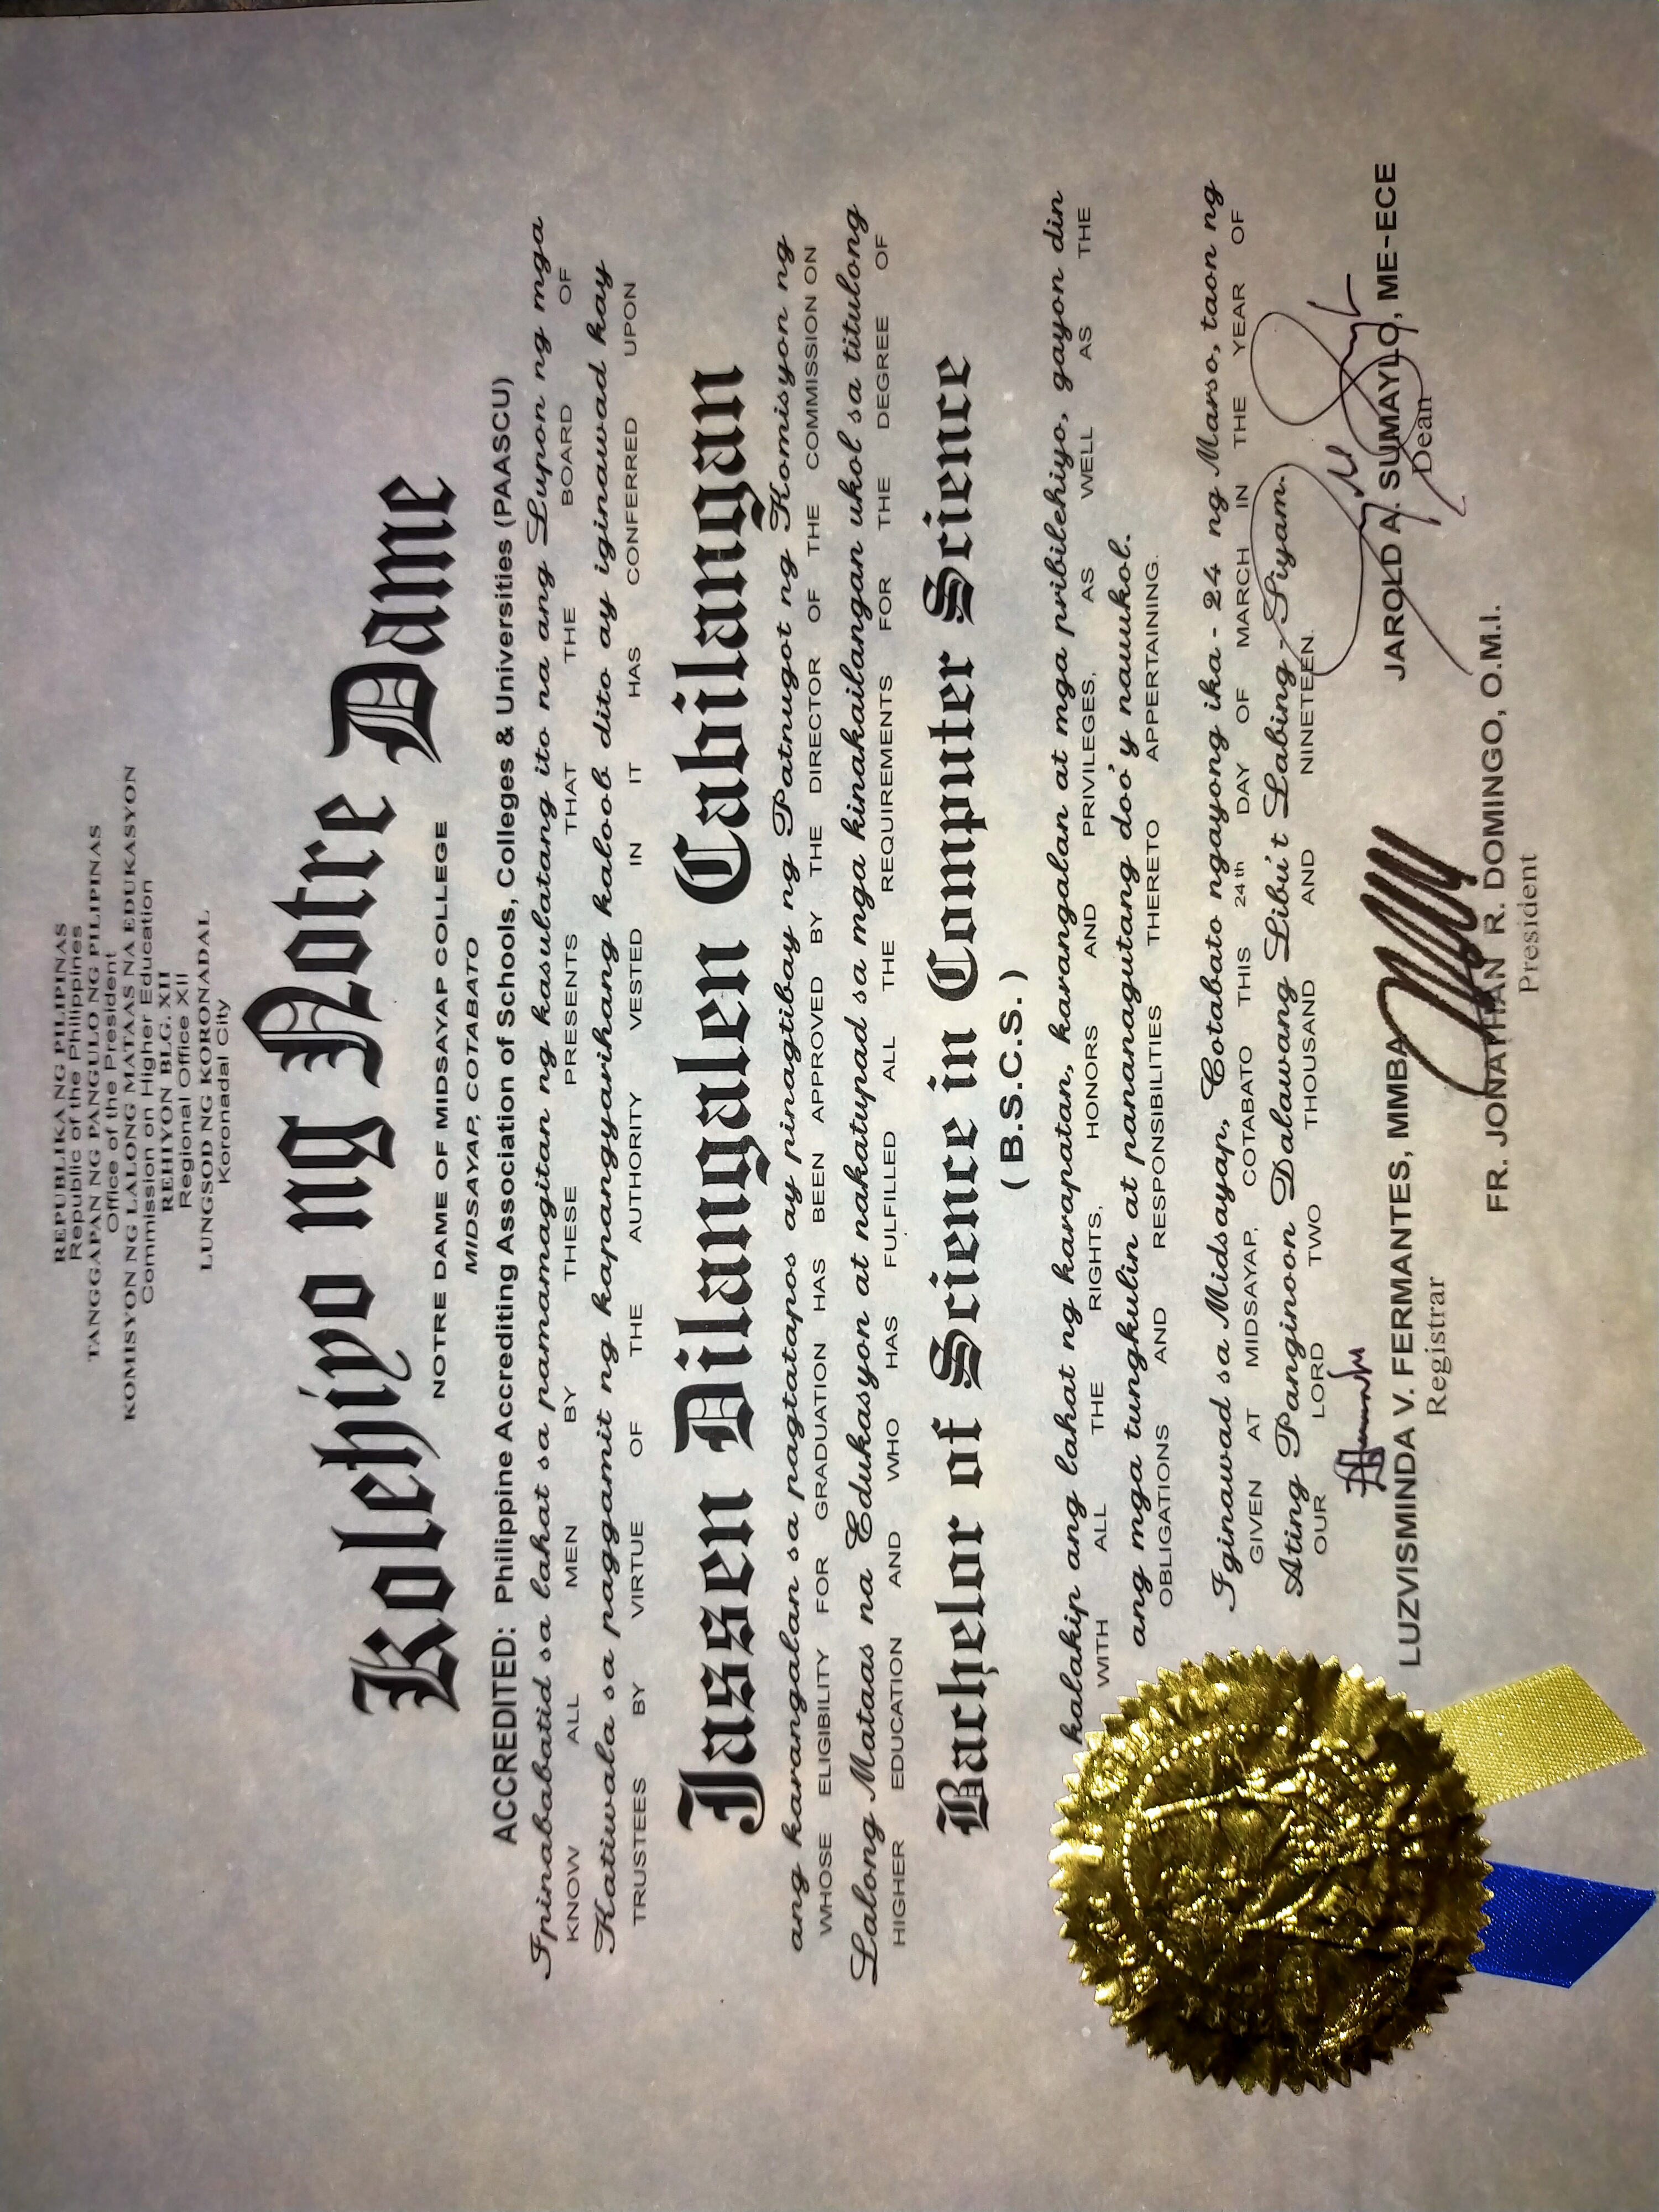 REPUBLIKA NG PILIPINAS
Republic of the Philippines
TANGGAPAN NG PANGULO NG PILIPINAS
Office of the President
KOMISYON NG LALONG MATAAS NA EDUKASYON
Commission on Higher Education
REHIYON BLG. XII
Regional Office XII
LUNGSOD NG KORONADAL
Koronadal City
Kolehiyo ng Notre Dame
NOTRE DAME OF MIDSAYAP COLLEGE
MIDSAYAP, COTABATO
ACCREDITED: Philippine Accrediting Association of Schools, Colleges & Universities (PAASCU)
Ipinababatid sa lahat sa pamamagitan ng kasulatang ito na ang Lupon ng mga
KNOW ALL MEN BY THESE PRESENTS THAT THE BOARD OF
Katiwala sa paggamit ng kapangyarihang kaloob dito ay iginawad kay
TRUSTEES BY VIRTUE OF THE AUTHORITY VESTED IN IT HAS CONFERRED UPON
Jassen Dilangalen Cabilangan
ang karangalan sa pagtatapos ay pinagtibay ng Patnugot ng Komisyon ng
WHOSE ELIGIBILITY FOR GRADUATION HAS BEEN APPROVED BY THE DIRECTOR OF THE COMMISSION ON
Lalong Mataas na Edukasyon at nakatupad sa mga kinakailangan ukol sa titulong
HIGHER EDUCATION AND WHO HAS FULFILLED ALL THE REQUIREMENTS FOR THE DEGREE OF
Bachelor of Science in Computer Science
( B.S.C.S. )
kalakip ang lahat ng karapatan, karangalan at mga pribilehiyo, gayon din
WITH ALL THE RIGHTS, HONORS AND PRIVILEGES, AS WELL AS THE
ang mga tungkulin at pananagutang doo'y nauukol.
OBLIGATIONS AND RESPONSIBILITIES THERETO APPERTAINING.
Iginawad sa Midsayap, Cotabato ngayong ika - 24 ng Marso, taon ng
GIVEN AT MIDSAYAP, COTABATO THIS 24th DAY OF MARCH IN THE YEAR OF
Ating Panginoon Dalawang Libu't Labing - Siyam.
OUR LORD TWO THOUSAND AND NINETEEN.
LUZVISMINDA V. FERMANTES, MMBA
Registrar
JAROLD A. SUMAYLO, ME-ECE
Dean
FR. JONATHAN R. DOMINGO, O.M.I.
President